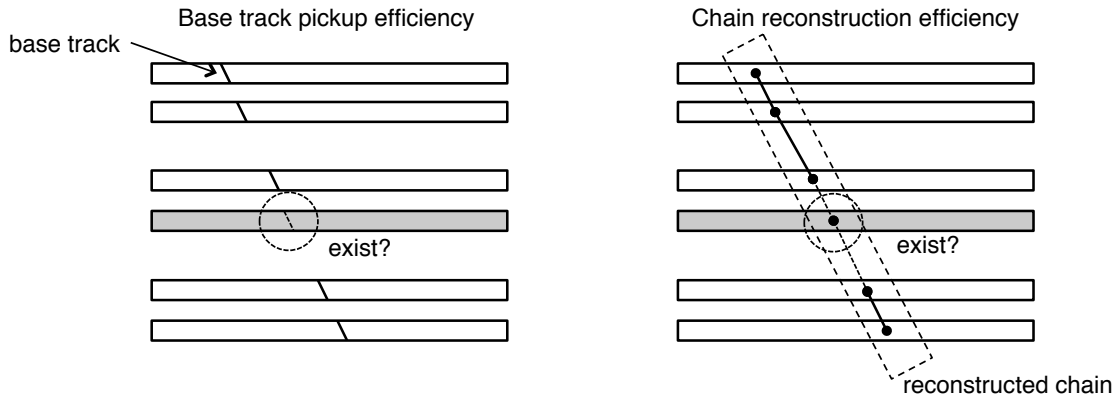 Base track pickup efficiency
base track
exist?
Chain reconstruction efficiency
exist?
reconstructed chain